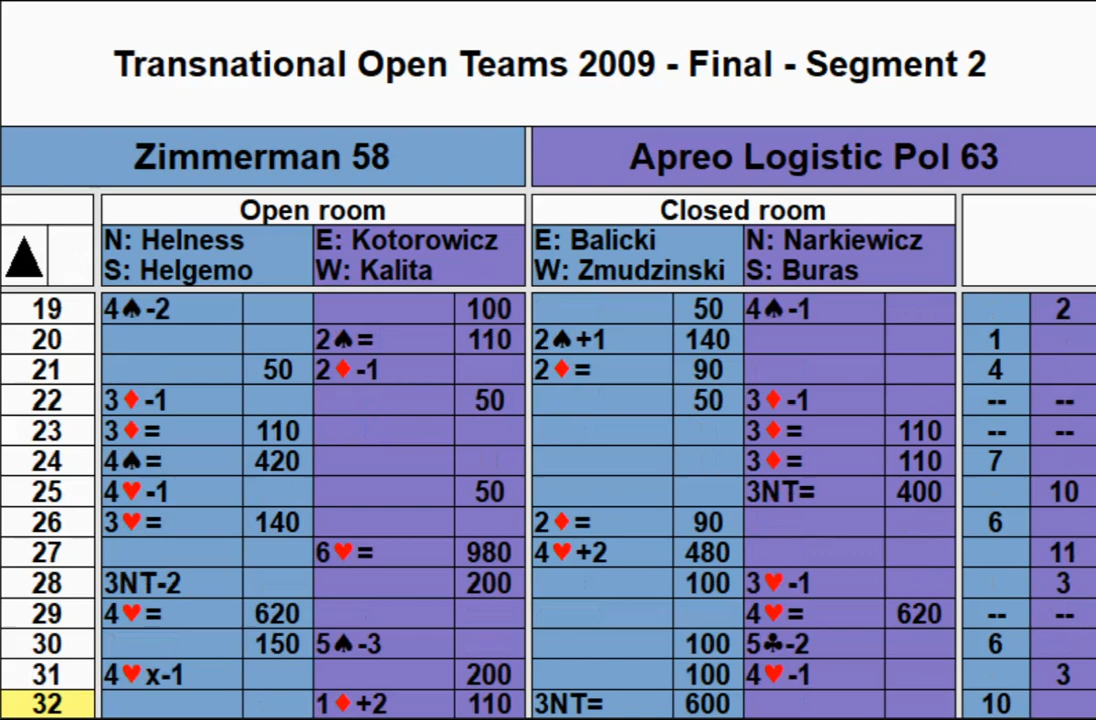 Transnational Open Teams 2009 - Final - Segment 2
Zimmerman 58 Apreo Logistic Pol 63
Open room Closed room
N: Helness E: Kotorowicz E: Balicki N: Narkiewicz
S: Helgemo W: Kalita W: Zmudzinski S: Buras
19 4♠-2 100 50 4♠-1 2
20 2♠= 110 2♠+1 140 1
21 50 2♦-1 2♦= 90 4
22 3♦-1 50 50 3♦-1 -- --
23 3♦= 110 3♦= 110 -- --
24 4♠= 420 3♦= 110 7
25 4♥-1 50 3NT= 400 10
26 3♥= 140 2♦= 90 6
27 6♥= 980 4♥+2 480 11
28 3NT-2 200 100 3♥-1 3
29 4♥= 620 4♥= 620 -- --
30 150 5♠-3 100 5♣-2 6
31 4♥x-1 200 100 4♥-1 3
32 1♦+2 110 3NT= 600 10